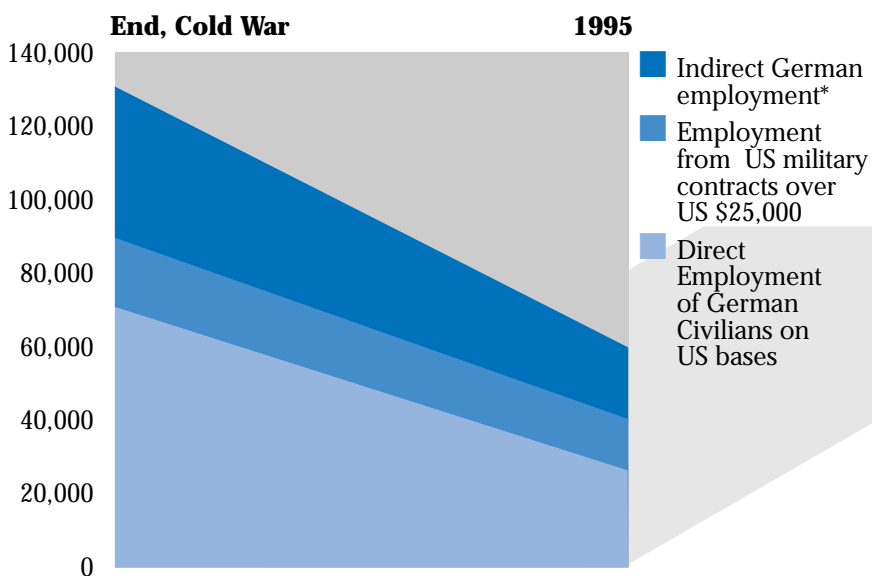 End, Cold War 1995
140,000
120,000
100,000
80,000
60,000
40,000
20,000
0
Indirect German
employment*
Employment
from US military
contracts over
US $25,000
Direct
Employment
of German
Civilians on
US bases